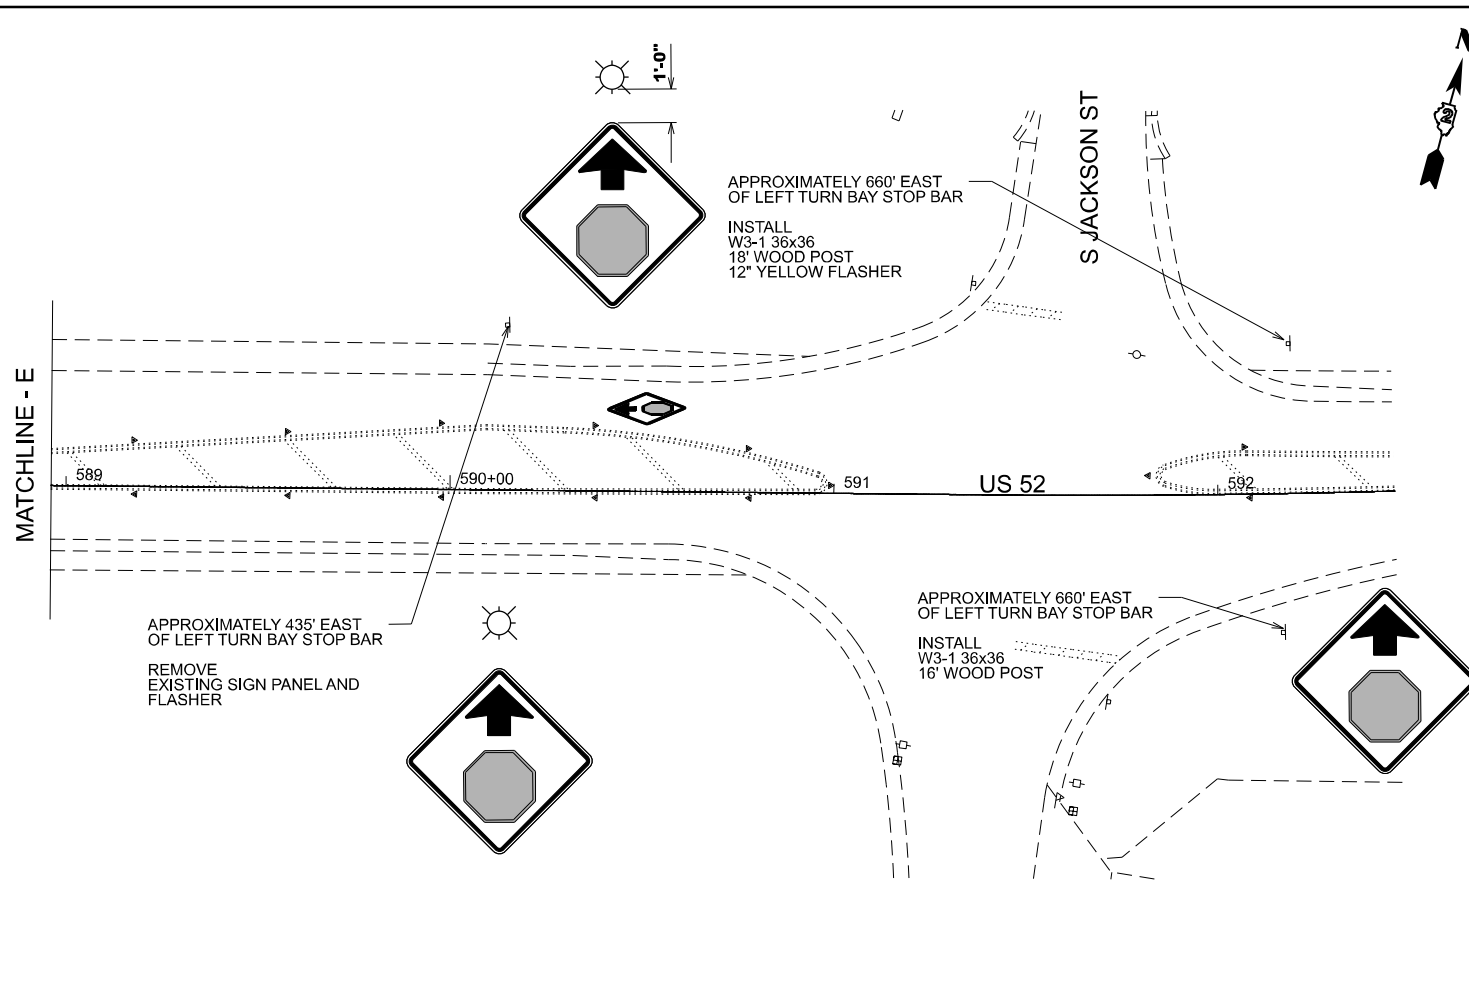 N
2
1'-0"
S JACKSON ST
APPROXIMATELY 660' EAST
OF LEFT TURN BAY STOP BAR
INSTALL
W3-1 36x36
18' WOOD POST
12" YELLOW FLASHER
MATCHLINE - E
589
590+00
591
US 52
592
APPROXIMATELY 435' EAST
OF LEFT TURN BAY STOP BAR
REMOVE
EXISTING SIGN PANEL AND
FLASHER
APPROXIMATELY 660' EAST
OF LEFT TURN BAY STOP BAR
INSTALL
W3-1 36x36
16' WOOD POST